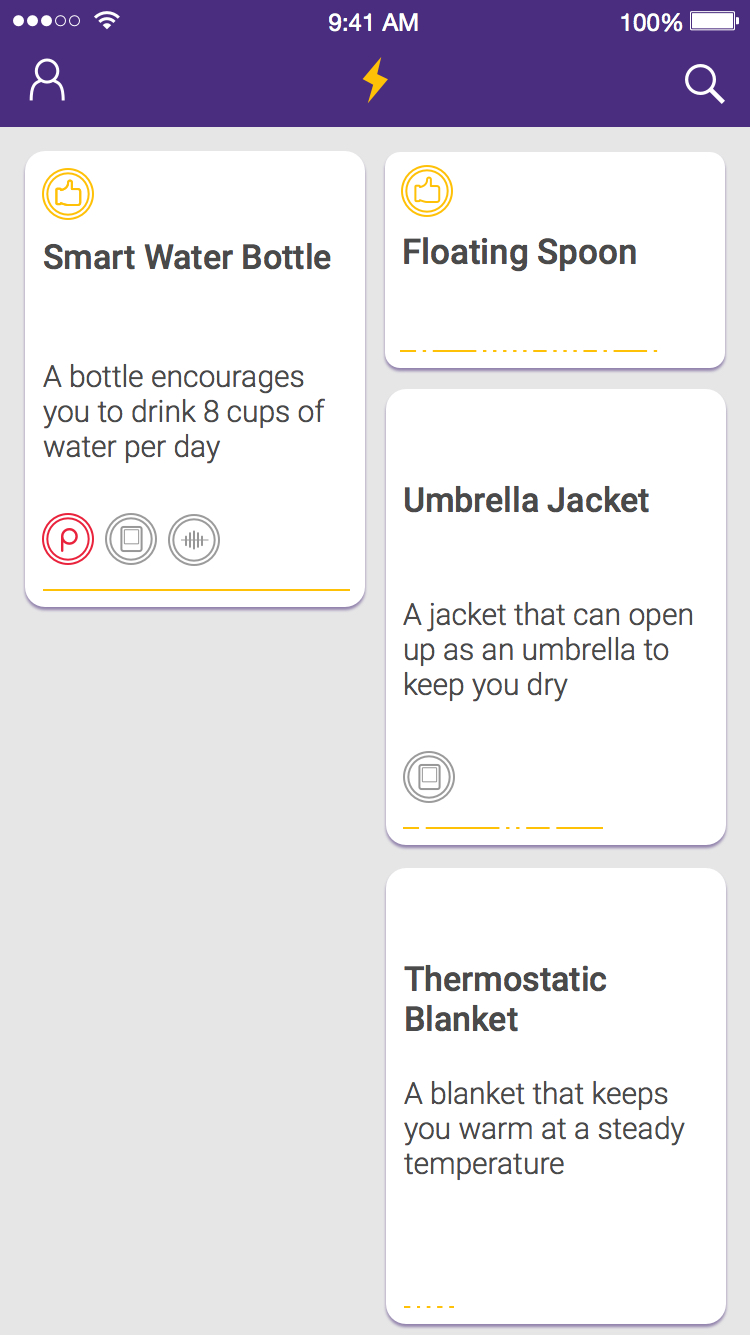 9:41 AM
100%
Smart Water Bottle
A bottle encourages
you to drink 8 cups of
water per day
Floating Spoon
Umbrella Jacket
A jacket that can open
up as an umbrella to
keep you dry
Thermostatic
Blanket
A blanket that keeps
you warm at a steady
temperature